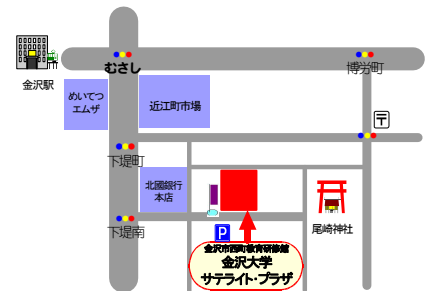 むさし
博労町
金沢駅
めいてつ
エムザ
近江町市場
〒
下堤町
北國銀行
本店
下堤南
尾崎神社
P
金沢市西町教育研修館
金沢大学
サテライト・プラザ